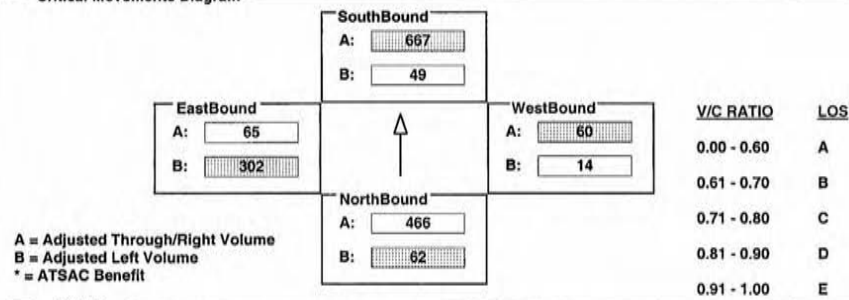 Critical Movements Diagram
SouthBound
A: 667
B: 49
EastBound
A: 65
B: 302
WestBound
A: 60
B: 14
NorthBound
A: 466
B: 62
A = Adjusted Through/Right Volume
B = Adjusted Left Volume
* = ATSAC Benefit
V/C RATIO LOS
0.00 - 0.60 A
0.61 - 0.70 B
0.71 - 0.80 C
0.81 - 0.90 D
0.91 - 1.00 E